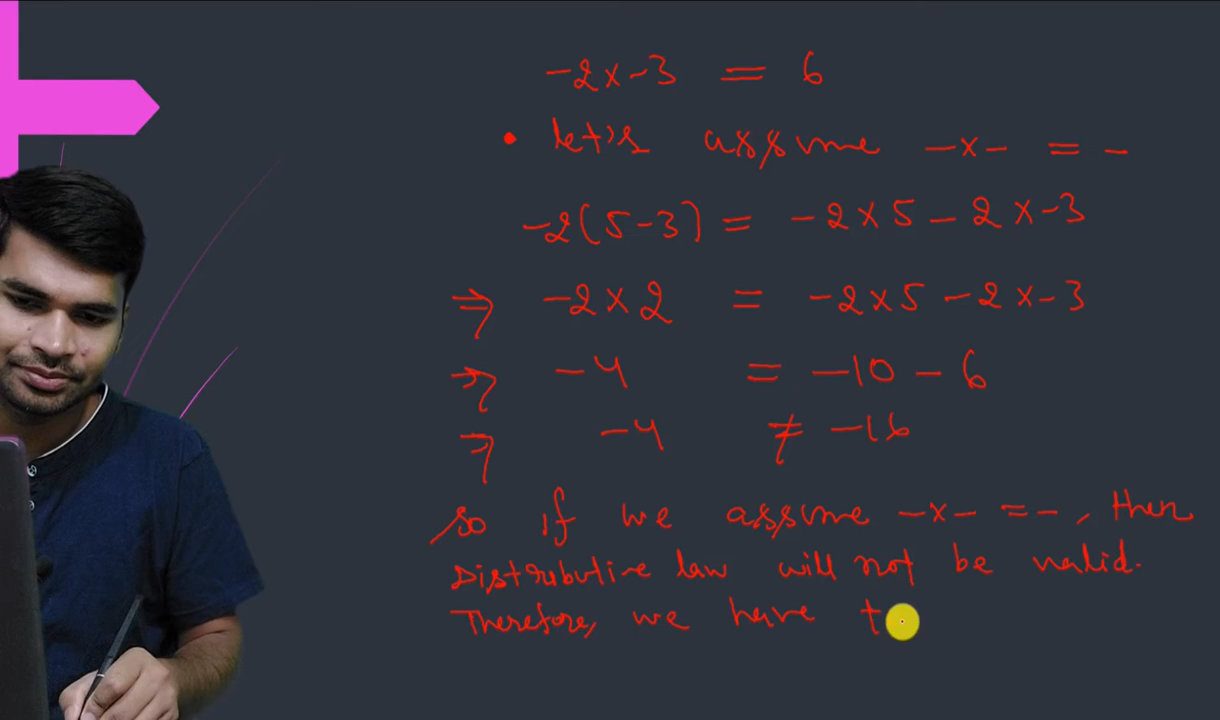 -2x-3 = 6
• let's assume -x- = -
-2(5-3) = -2x5-2x-3
⇒ -2x2 = -2x5-2x-3
⇒ -4 = -10-6
⇒ -4 ≠ -16
so if we assume -x- = -, then
Distributive law will not be valid.
Therefore, we have t